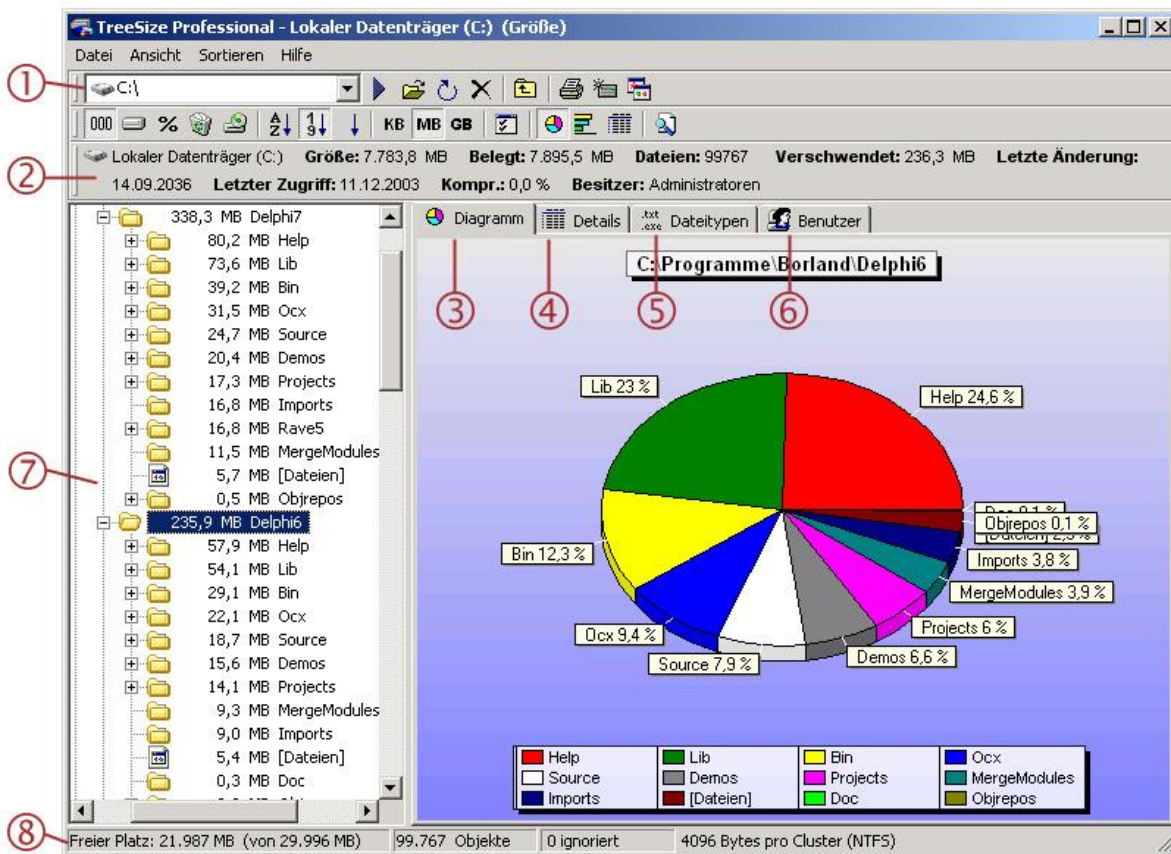 TreeSize Professional - Lokaler Datenträger (C:) (Größe)
Datei Ansicht Sortieren Hilfe
1
C:\
000 % A Z 1 9 KB MB GB
2
Lokaler Datenträger (C:) Größe: 7.783,8 MB Belegt: 7.895,5 MB Dateien: 99767 Verschwendet: 236,3 MB Letzte Änderung:
14.09.2036 Letzter Zugriff: 11.12.2003 Kompr.: 0,0 % Besitzer: Administratoren
338,3 MB Delphi7
80,2 MB Help
73,6 MB Lib
39,2 MB Bin
31,5 MB Ocx
24,7 MB Source
20,4 MB Demos
17,3 MB Projects
16,8 MB Imports
16,8 MB Rave5
11,5 MB MergeModules
5,7 MB [Dateien]
0,5 MB Objrepos
7
235,9 MB Delphi6
57,9 MB Help
54,1 MB Lib
29,1 MB Bin
22,1 MB Ocx
18,7 MB Source
15,6 MB Demos
14,1 MB Projects
9,3 MB MergeModules
9,0 MB Imports
5,4 MB [Dateien]
0,3 MB Doc
Diagramm Details .txt .exe Dateitypen Benutzer
C:\Programme\Borland\Delphi6
3 4 5 6
Lib 23 %
Help 24,6 %
Objrepos 0,1 %
Bin 12,3 %
Imports 3,8 %
MergeModules 3,9 %
Ocx 9,4 %
Projects 6 %
Source 7,9 %
Demos 6,6 %
Help Lib Bin Ocx
Source Demos Projects MergeModules
Imports [Dateien] Doc Objrepos
8
Freier Platz: 21.987 MB (von 29.996 MB) 99.767 Objekte 0 ignoriert 4096 Bytes pro Cluster (NTFS)